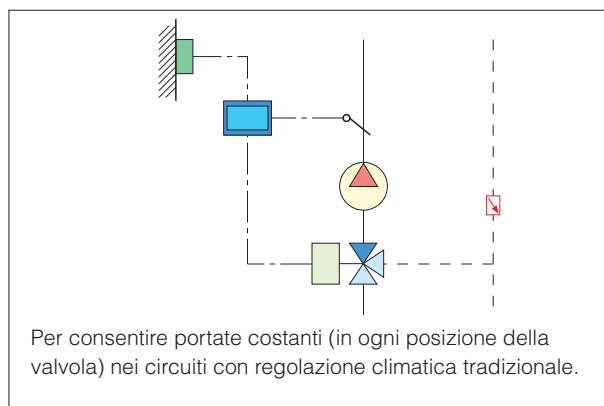 Per consentire portate costanti (in ogni posizione della
valvola) nei circuiti con regolazione climatica tradizionale.